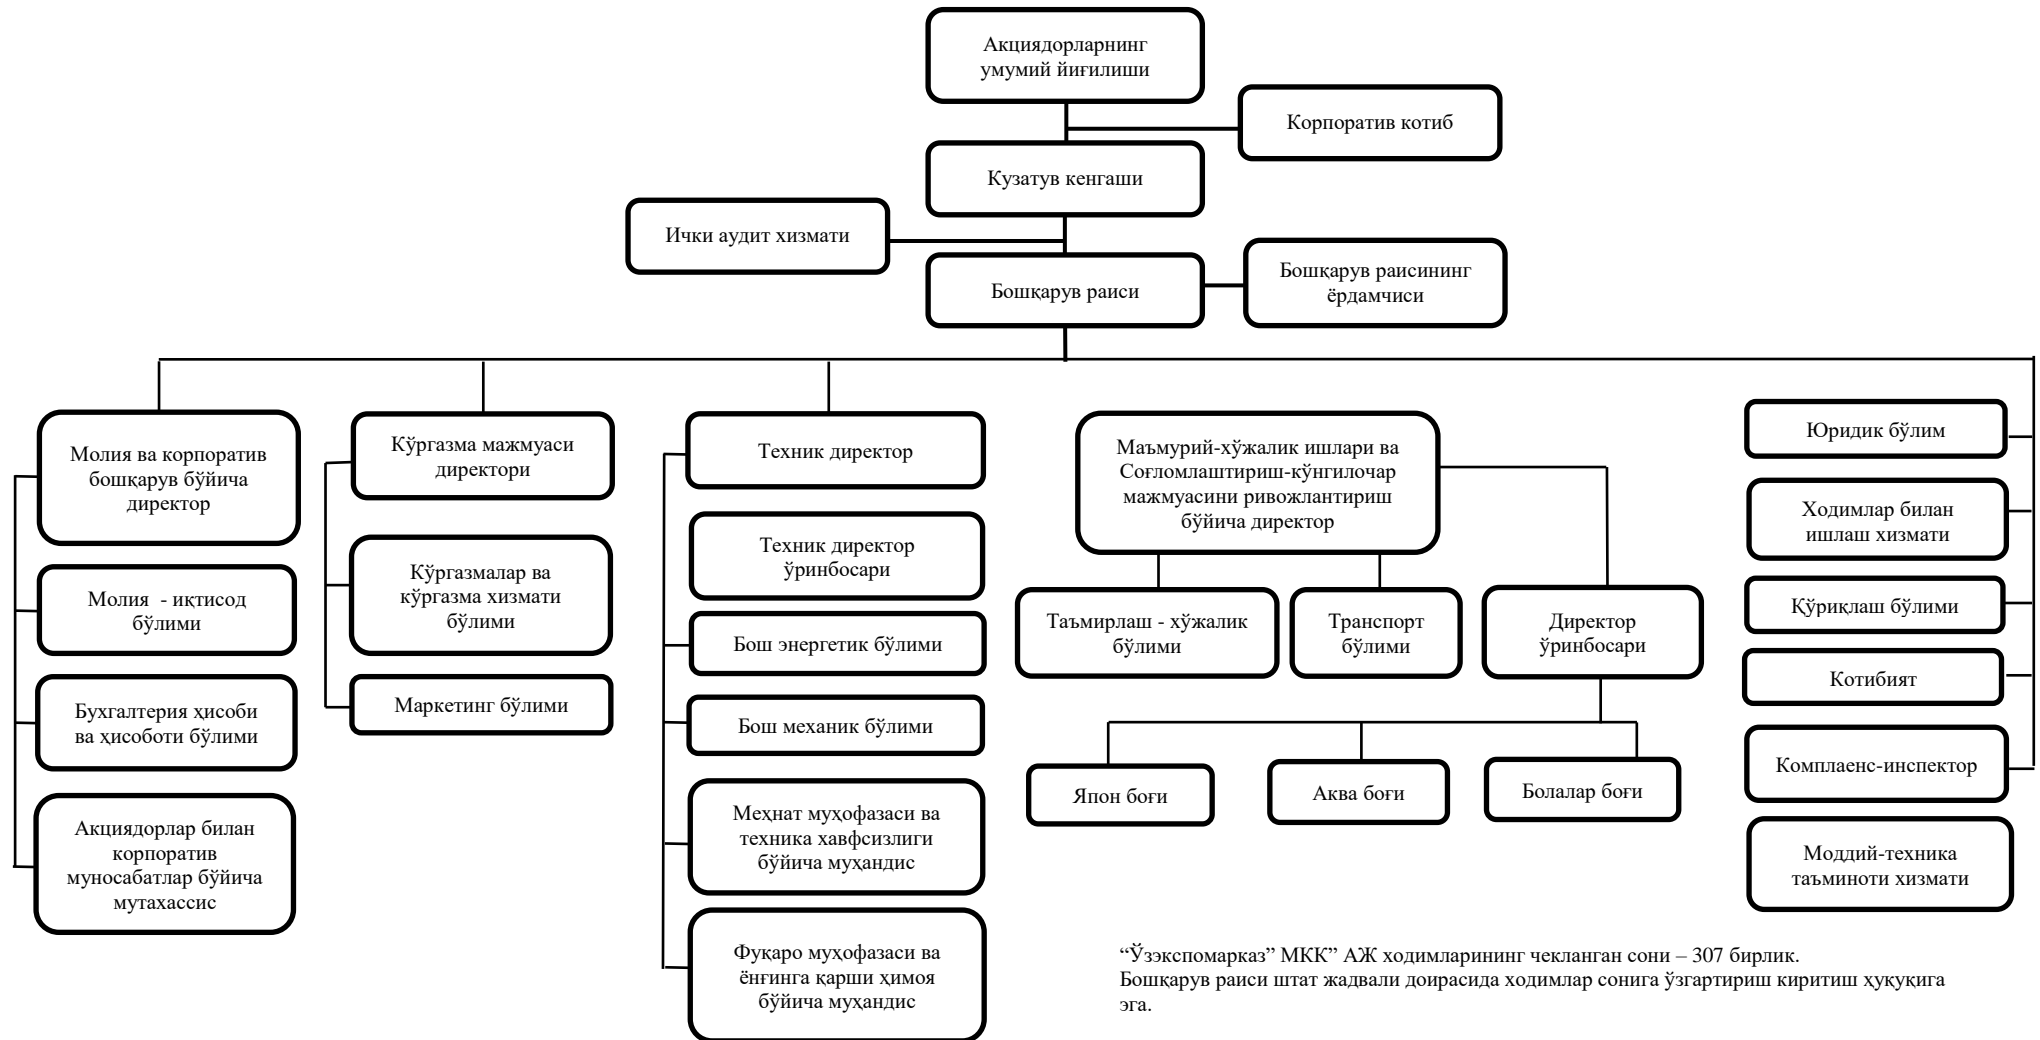 Акциядорларнинг
умумий йиғилиши
Корпоратив котиб
Кузатув кенгаши
Ички аудит хизмати
Бошқарув раиси
Бошқарув раисининг
ёрдамчиси
Молия ва корпоратив
бошқарув бўйича
директор
Молия - иқтисод
бўлими
Бухгалтерия ҳисоби
ва ҳисоботи бўлими
Акциядорлар билан
корпоратив
муносабатлар бўйича
мутахассис
Кўргазма мажмуаси
директори
Кўргазмалар ва
кўргазма хизмати
бўлими
Маркетинг бўлими
Техник директор
Техник директор
ўринбосари
Бош энергетик бўлими
Бош механик бўлими
Меҳнат муҳофазаси ва
техника хавфсизлиги
бўйича муҳандис
Фуқаро муҳофазаси ва
ёнғинга қарши ҳимоя
бўйича муҳандис
Маъмурий-хўжалик ишлари ва
Соғломлаштириш-кўнгилочар
мажмуасини ривожлантириш
бўйича директор
Таъмирлаш - хўжалик
бўлими
Транспорт
бўлими
Директор
ўринбосари
Япон боғи
Аква боғи
Болалар боғи
Юридик бўлим
Ходимлар билан
ишлаш хизмати
Қўриқлаш бўлими
Котибият
Комплаенс-инспектор
Моддий-техника
таъминоти хизмати
“Ўзэкспомарказ” МКК” АЖ ходимларининг чекланган сони – 307 бирлик.
Бошқарув раиси штат жадвали доирасида ходимлар сонига ўзгартириш киритиш ҳуқуқига
эга.